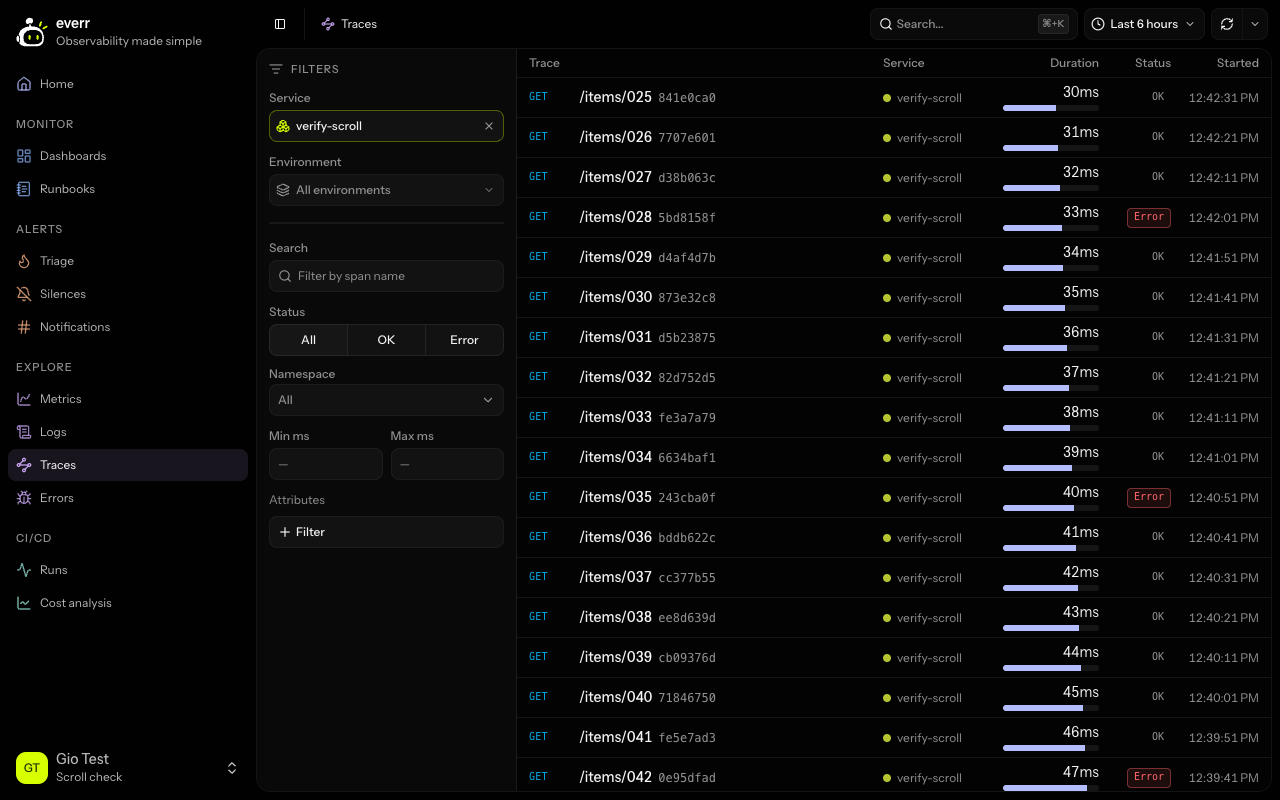 everr
Observability made simple
Home
MONITOR
Dashboards
Runbooks
ALERTS
Triage
Silences
Notifications
EXPLORE
Metrics
Logs
Traces
Errors
CI/CD
Runs
Cost analysis
GT
Gio Test
Scroll check
Traces
Search...
⌘+K
Last 6 hours
FILTERS
Service
verify-scroll
Environment
All environments
Search
Filter by span name
Status
All OK Error
Namespace
All
Min ms Max ms
— —
Attributes
+ Filter
Trace Service Duration Status Started
GET /items/025 841e0ca0 verify-scroll 30ms OK 12:42:31 PM
GET /items/026 7707e601 verify-scroll 31ms OK 12:42:21 PM
GET /items/027 d38b063c verify-scroll 32ms OK 12:42:11 PM
GET /items/028 5bd8158f verify-scroll 33ms Error 12:42:01 PM
GET /items/029 d4af4d7b verify-scroll 34ms OK 12:41:51 PM
GET /items/030 873e32c8 verify-scroll 35ms OK 12:41:41 PM
GET /items/031 d5b23875 verify-scroll 36ms OK 12:41:31 PM
GET /items/032 82d752d5 verify-scroll 37ms OK 12:41:21 PM
GET /items/033 fe3a7a79 verify-scroll 38ms OK 12:41:11 PM
GET /items/034 6634baf1 verify-scroll 39ms OK 12:41:01 PM
GET /items/035 243cba0f verify-scroll 40ms Error 12:40:51 PM
GET /items/036 bddb622c verify-scroll 41ms OK 12:40:41 PM
GET /items/037 cc377b55 verify-scroll 42ms OK 12:40:31 PM
GET /items/038 ee8d639d verify-scroll 43ms OK 12:40:21 PM
GET /items/039 cb09376d verify-scroll 44ms OK 12:40:11 PM
GET /items/040 71846750 verify-scroll 45ms OK 12:40:01 PM
GET /items/041 fe5e7ad3 verify-scroll 46ms OK 12:39:51 PM
GET /items/042 0e95dfad verify-scroll 47ms Error 12:39:41 PM